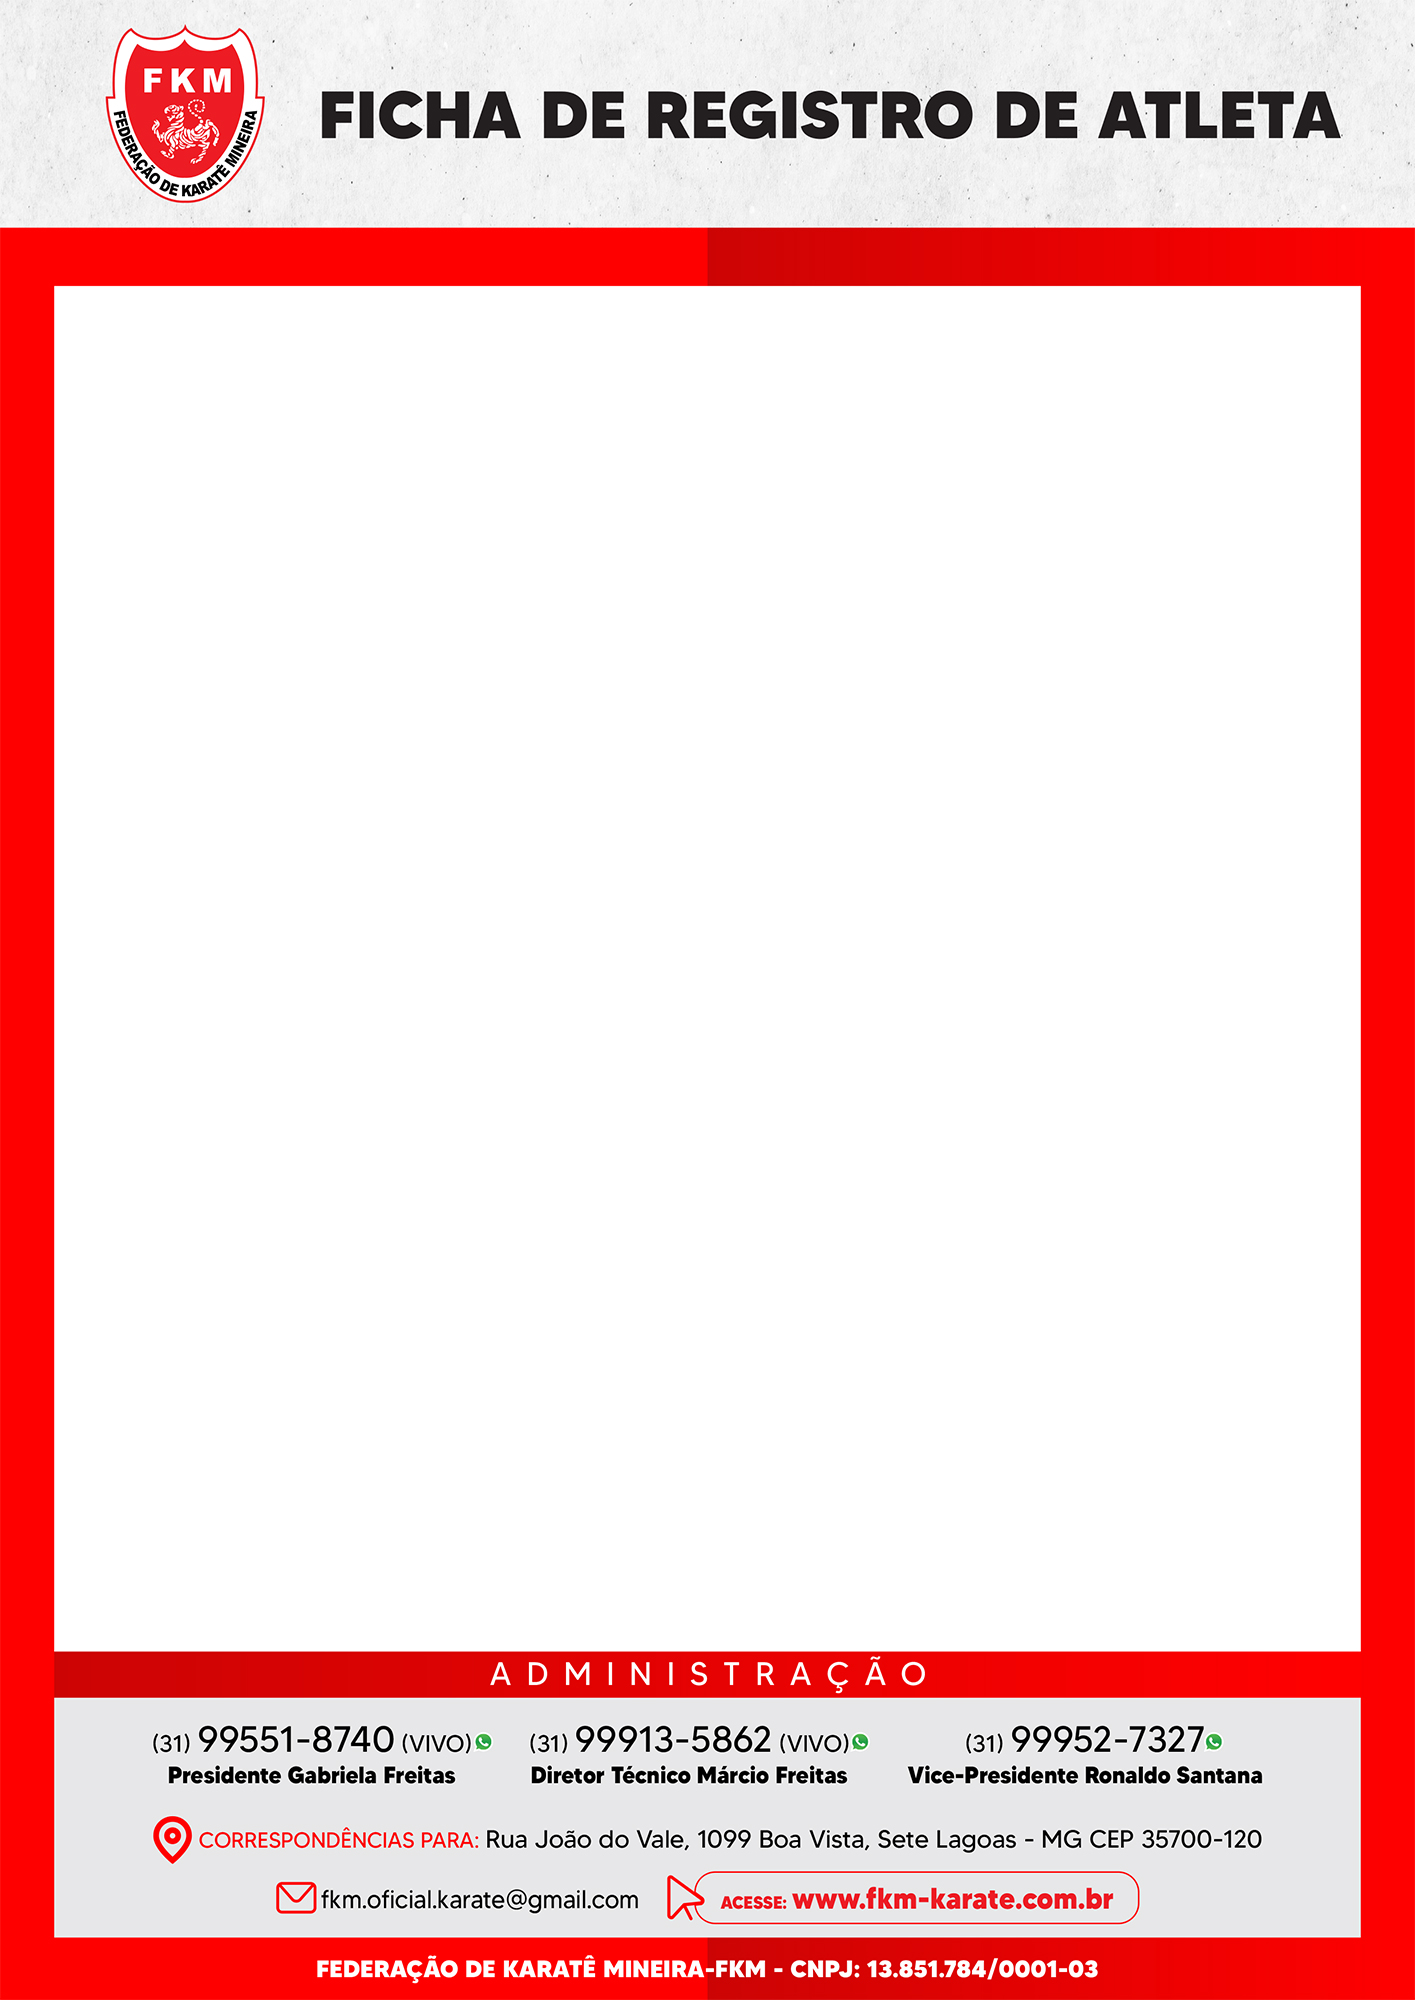 FKM
FEDERAÇÃO DE KARATÊ MINEIRA
FICHA DE REGISTRO DE ATLETA
ADMINISTRAÇÃO
(31) 99551-8740 (VIVO) (31) 99913-5862 (VIVO) (31) 99952-7327
Presidente Gabriela Freitas Diretor Técnico Márcio Freitas Vice-Presidente Ronaldo Santana
CORRESPONDÊNCIAS PARA: Rua João do Vale, 1099 Boa Vista, Sete Lagoas - MG CEP 35700-120
fkm.oficial.karate@gmail.com ACESSE: www.fkm-karate.com.br
FEDERAÇÃO DE KARATÊ MINEIRA-FKM - CNPJ: 13.851.784/0001-03